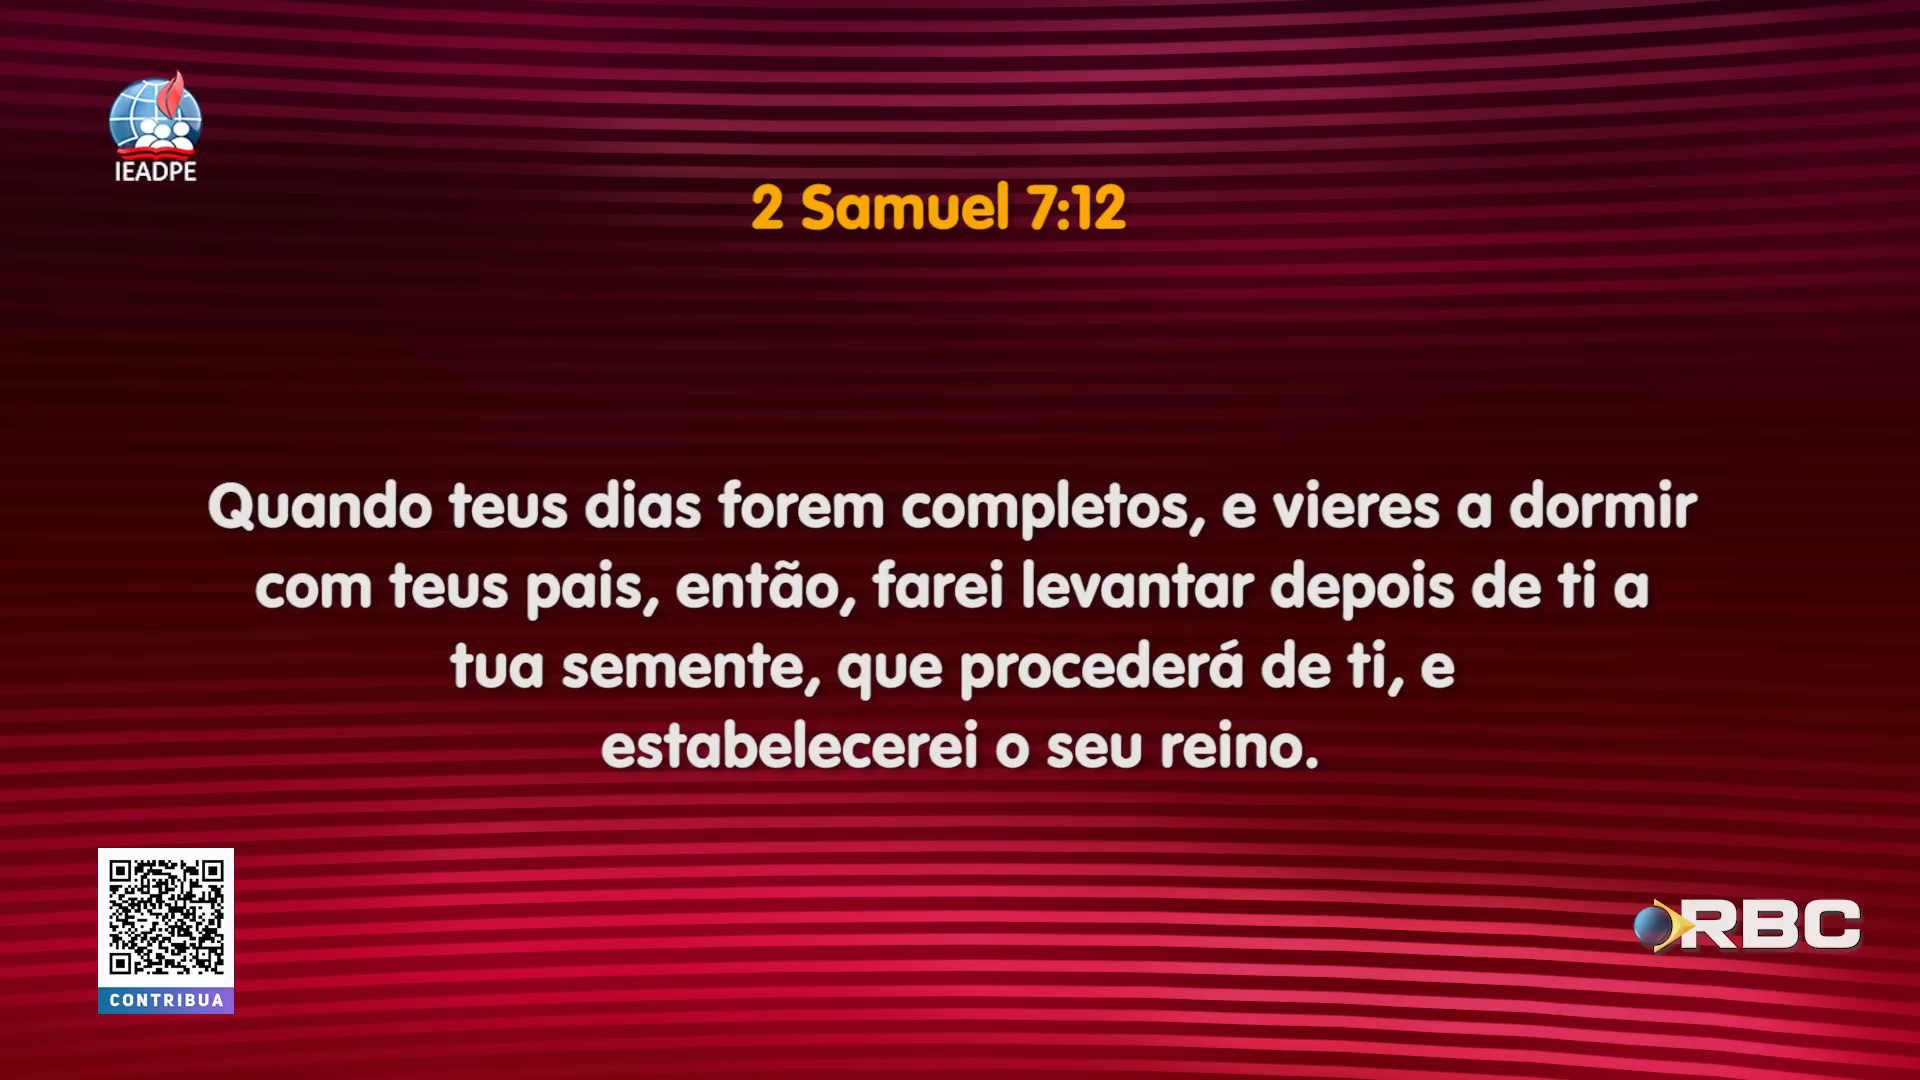 IEADPE
2 Samuel 7:12
Quando teus dias forem completos, e vieres a dormir
com teus pais, então, farei levantar depois de ti a
tua semente, que procederá de ti, e
estabelecerei o seu reino.
RBC
CONTRIBUA